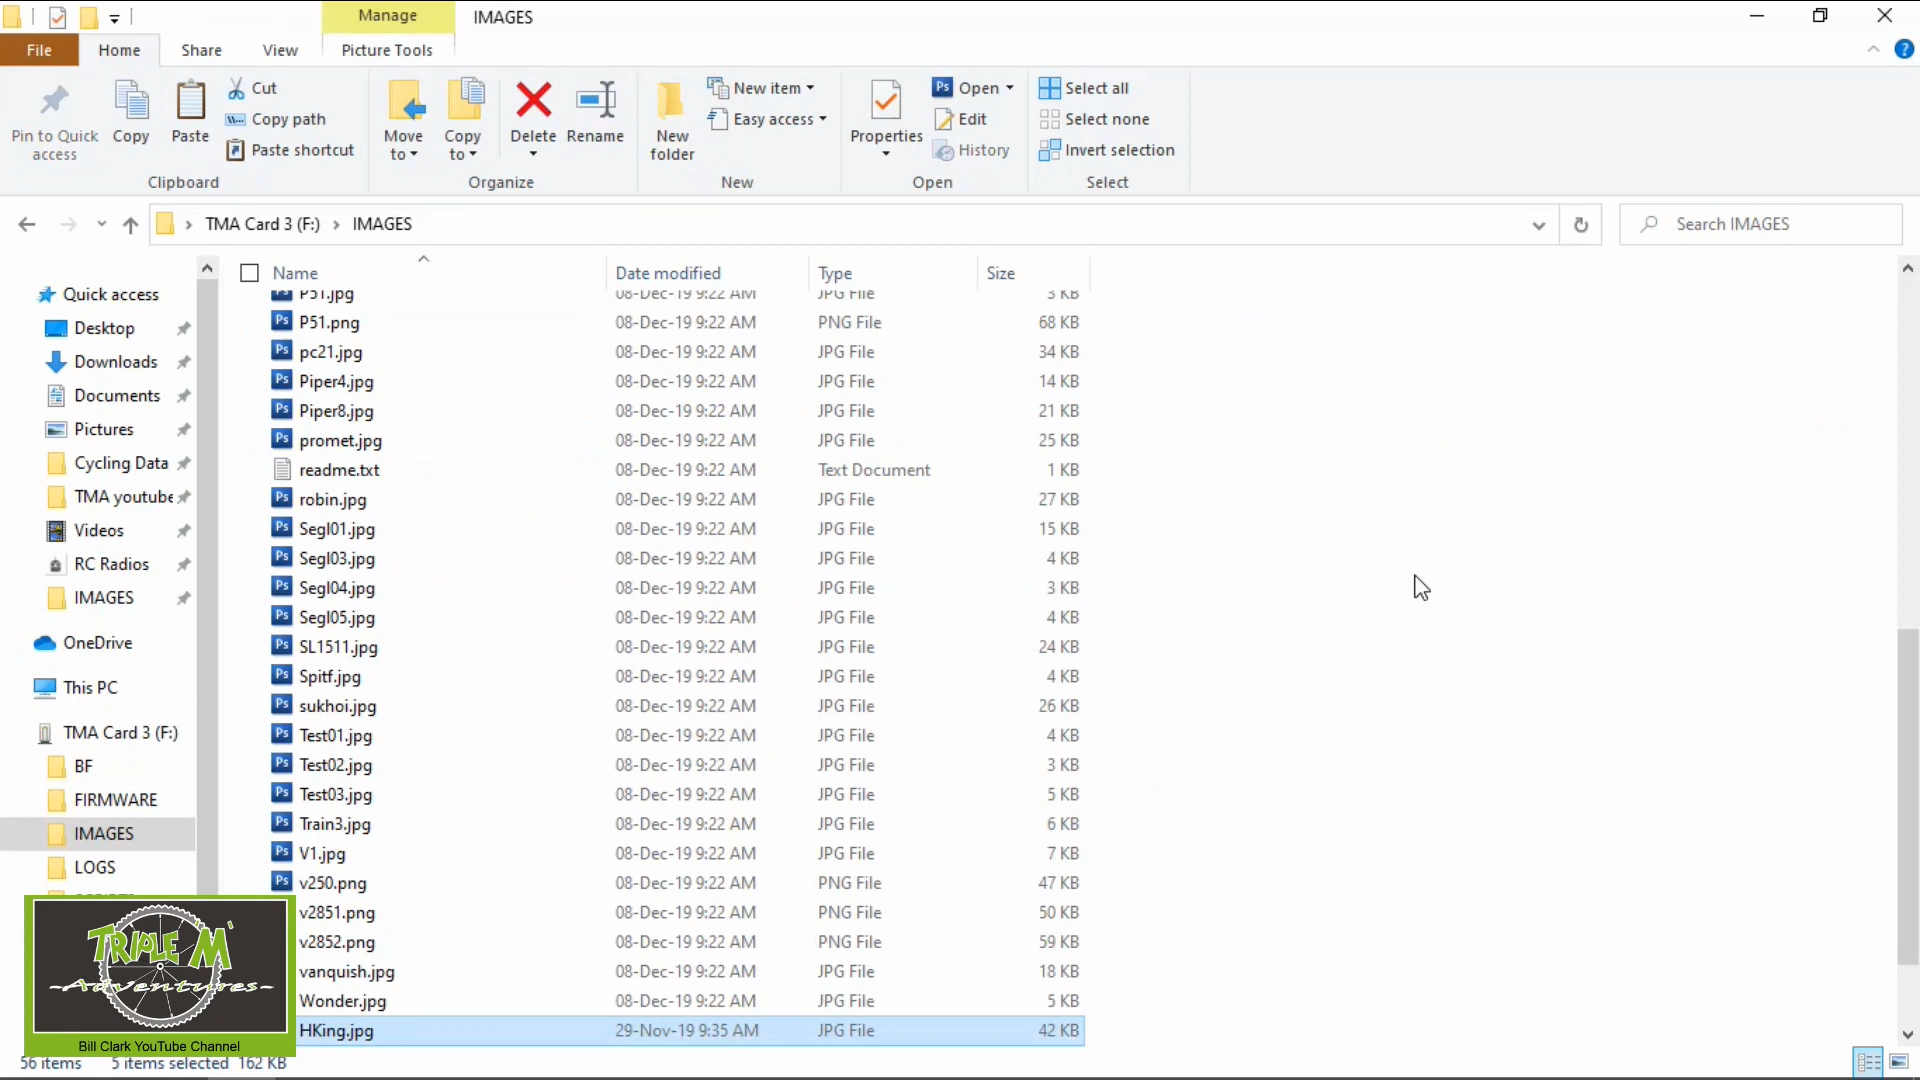 Manage IMAGES
File Home Share View Picture Tools
Pin to Quick access
Copy
Paste
Cut
Copy path
Paste shortcut
Move to
Copy to
Delete
Rename
New folder
New item
Easy access
Properties
Open
Edit
History
Select all
Select none
Invert selection
Clipboard Organize New Open Select
TMA Card 3 (F:) › IMAGES Search IMAGES
Quick access
Desktop
Downloads
Documents
Pictures
Cycling Data
TMA youtube
Videos
RC Radios
IMAGES
OneDrive
This PC
TMA Card 3 (F:)
BF
FIRMWARE
IMAGES
LOGS
Name Date modified Type Size
P51.jpg 08-Dec-19 9:22 AM JPG File 3 KB
P51.png 08-Dec-19 9:22 AM PNG File 68 KB
pc21.jpg 08-Dec-19 9:22 AM JPG File 34 KB
Piper4.jpg 08-Dec-19 9:22 AM JPG File 14 KB
Piper8.jpg 08-Dec-19 9:22 AM JPG File 21 KB
promet.jpg 08-Dec-19 9:22 AM JPG File 25 KB
readme.txt 08-Dec-19 9:22 AM Text Document 1 KB
robin.jpg 08-Dec-19 9:22 AM JPG File 27 KB
Segl01.jpg 08-Dec-19 9:22 AM JPG File 15 KB
Segl03.jpg 08-Dec-19 9:22 AM JPG File 4 KB
Segl04.jpg 08-Dec-19 9:22 AM JPG File 3 KB
Segl05.jpg 08-Dec-19 9:22 AM JPG File 4 KB
SL1511.jpg 08-Dec-19 9:22 AM JPG File 24 KB
Spitf.jpg 08-Dec-19 9:22 AM JPG File 4 KB
sukhoi.jpg 08-Dec-19 9:22 AM JPG File 26 KB
Test01.jpg 08-Dec-19 9:22 AM JPG File 4 KB
Test02.jpg 08-Dec-19 9:22 AM JPG File 3 KB
Test03.jpg 08-Dec-19 9:22 AM JPG File 5 KB
Train3.jpg 08-Dec-19 9:22 AM JPG File 6 KB
V1.jpg 08-Dec-19 9:22 AM JPG File 7 KB
v250.png 08-Dec-19 9:22 AM PNG File 47 KB
v2851.png 08-Dec-19 9:22 AM PNG File 50 KB
v2852.png 08-Dec-19 9:22 AM PNG File 59 KB
vanquish.jpg 08-Dec-19 9:22 AM JPG File 18 KB
Wonder.jpg 08-Dec-19 9:22 AM JPG File 5 KB
HKing.jpg 29-Nov-19 9:35 AM JPG File 42 KB
TRIPLE M
-Adventures-
Bill Clark YouTube Channel
56 items 5 items selected 162 KB